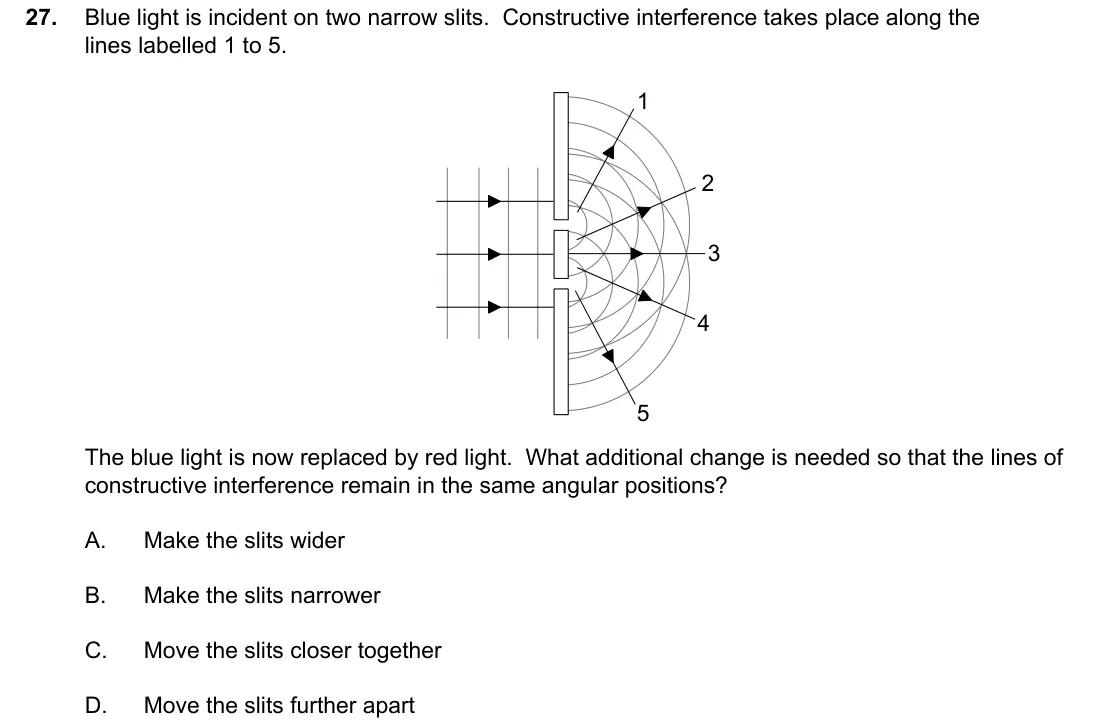 27. Blue light is incident on two narrow slits. Constructive interference takes place along the
lines labelled 1 to 5.
1
2
3
4
5
The blue light is now replaced by red light. What additional change is needed so that the lines of
constructive interference remain in the same angular positions?
A. Make the slits wider
B. Make the slits narrower
C. Move the slits closer together
D. Move the slits further apart